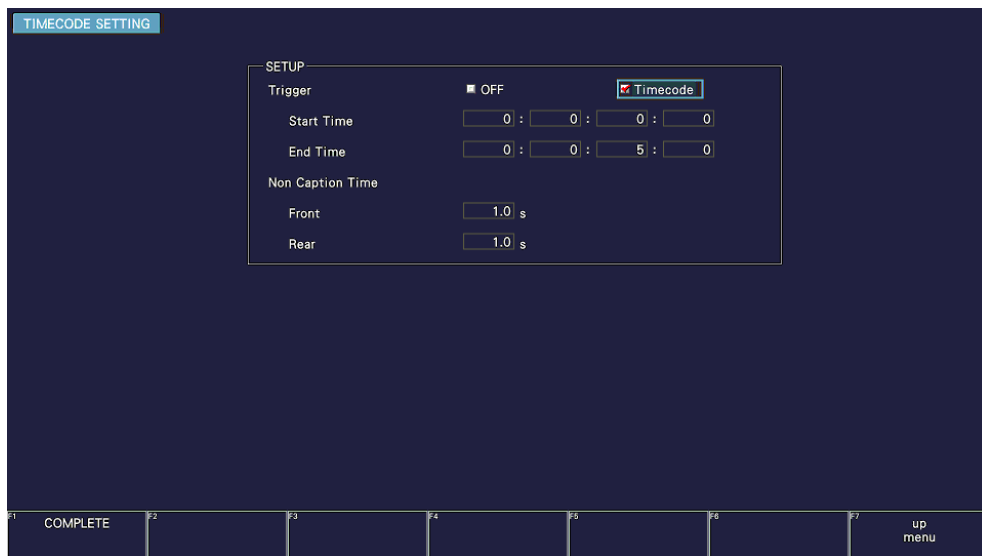 TIMECODE SETTING
SETUP
Trigger OFF Timecode
Start Time 0 : 0 : 0 : 0
End Time 0 : 0 : 5 : 0
Non Caption Time
Front 1.0 s
Rear 1.0 s
F1 COMPLETE F2 F3 F4 F5 F6 F7 up
menu